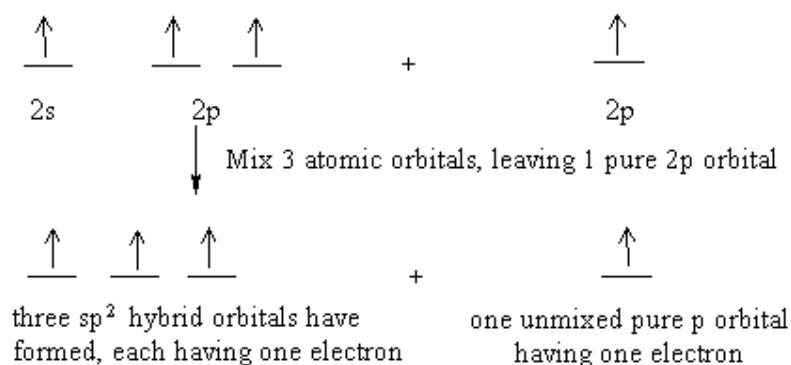 +
2s 2p 2p
Mix 3 atomic orbitals, leaving 1 pure 2p orbital
+
three sp² hybrid orbitals have
formed, each having one electron
one unmixed pure p orbital
having one electron